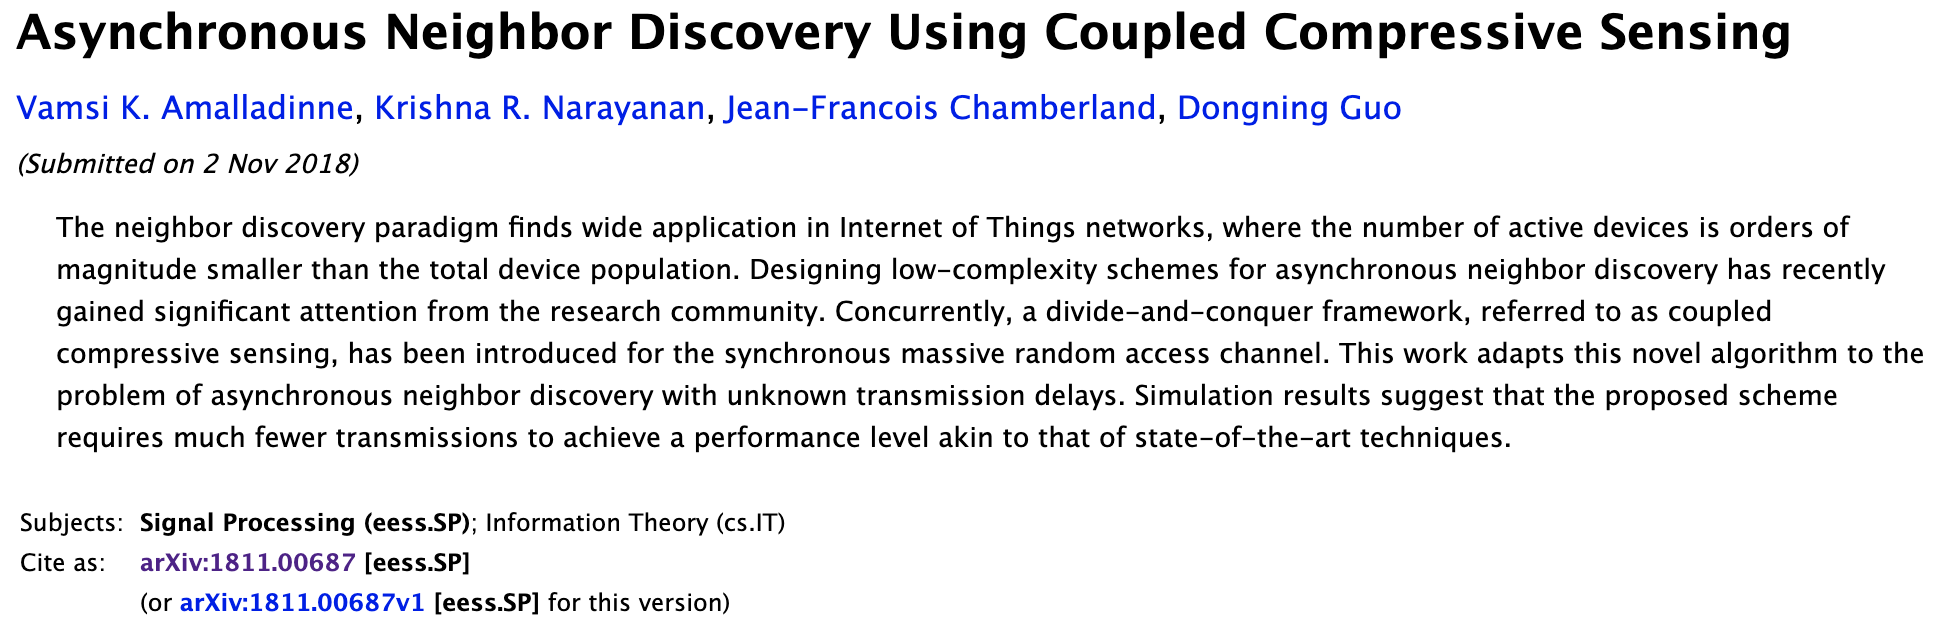 Asynchronous Neighbor Discovery Using Coupled Compressive Sensing
Vamsi K. Amalladinne, Krishna R. Narayanan, Jean-Francois Chamberland, Dongning Guo
(Submitted on 2 Nov 2018)
The neighbor discovery paradigm finds wide application in Internet of Things networks, where the number of active devices is orders of
magnitude smaller than the total device population. Designing low-complexity schemes for asynchronous neighbor discovery has recently
gained significant attention from the research community. Concurrently, a divide-and-conquer framework, referred to as coupled
compressive sensing, has been introduced for the synchronous massive random access channel. This work adapts this novel algorithm to the
problem of asynchronous neighbor discovery with unknown transmission delays. Simulation results suggest that the proposed scheme
requires much fewer transmissions to achieve a performance level akin to that of state-of-the-art techniques.
Subjects: Signal Processing (eess.SP); Information Theory (cs.IT)
Cite as: arXiv:1811.00687 [eess.SP]
(or arXiv:1811.00687v1 [eess.SP] for this version)